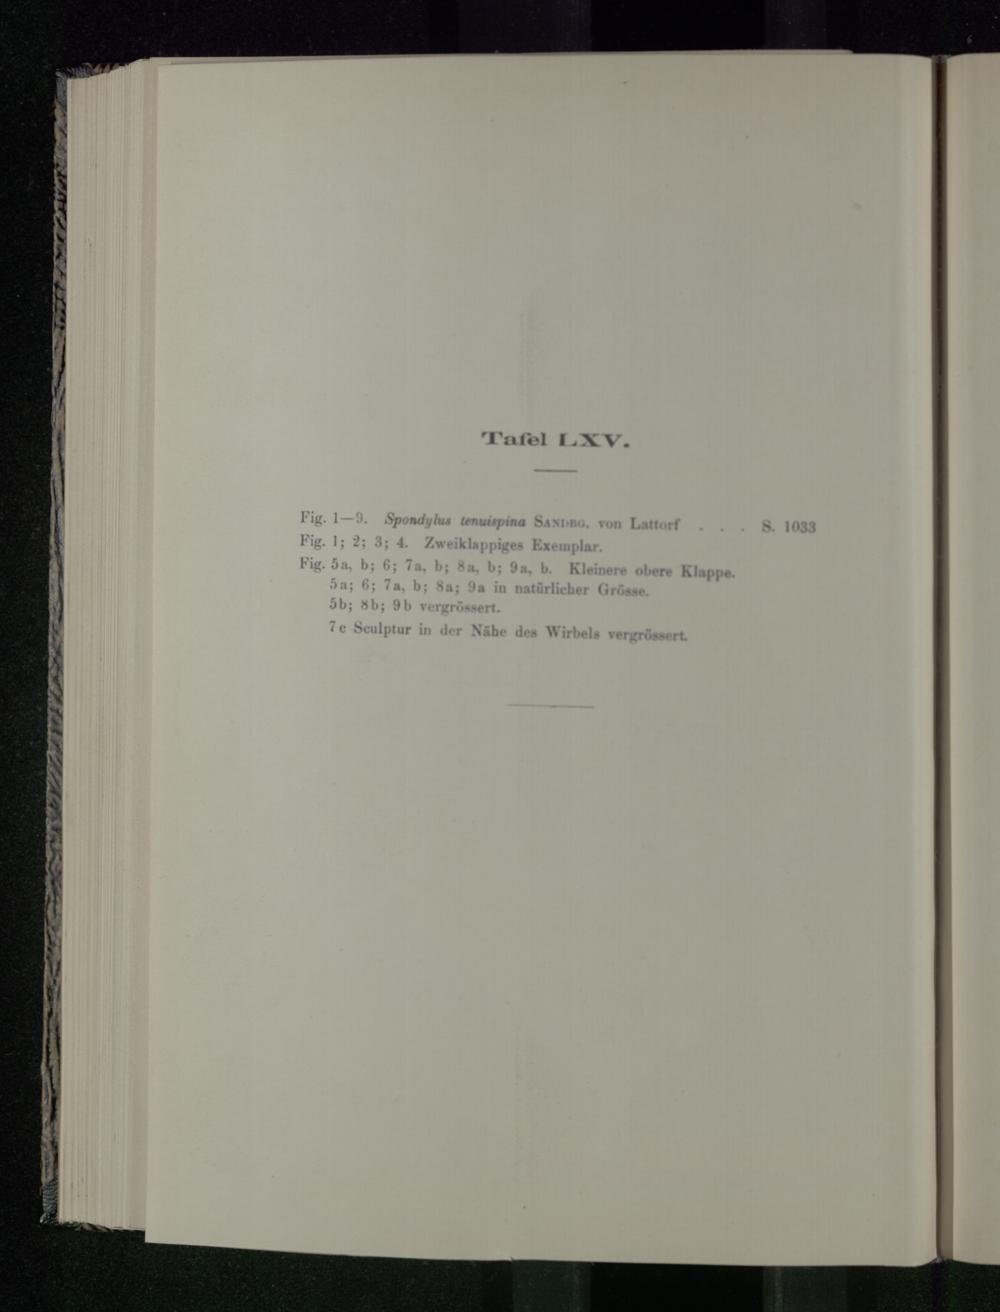 Tafel LXV.
Fig. 1—9. Spondylus tenuispina SANDBG. von Lattorf . . . S. 1033
Fig. 1; 2; 3; 4. Zweiklappiges Exemplar.
Fig. 5a, b; 6; 7a, b; 8a, b; 9a, b. Kleinere obere Klappe.
5a; 6; 7a, b; 8a; 9a in natürlicher Grösse.
5b; 8b; 9b vergrössert.
7c Sculptur in der Nähe des Wirbels vergrössert.